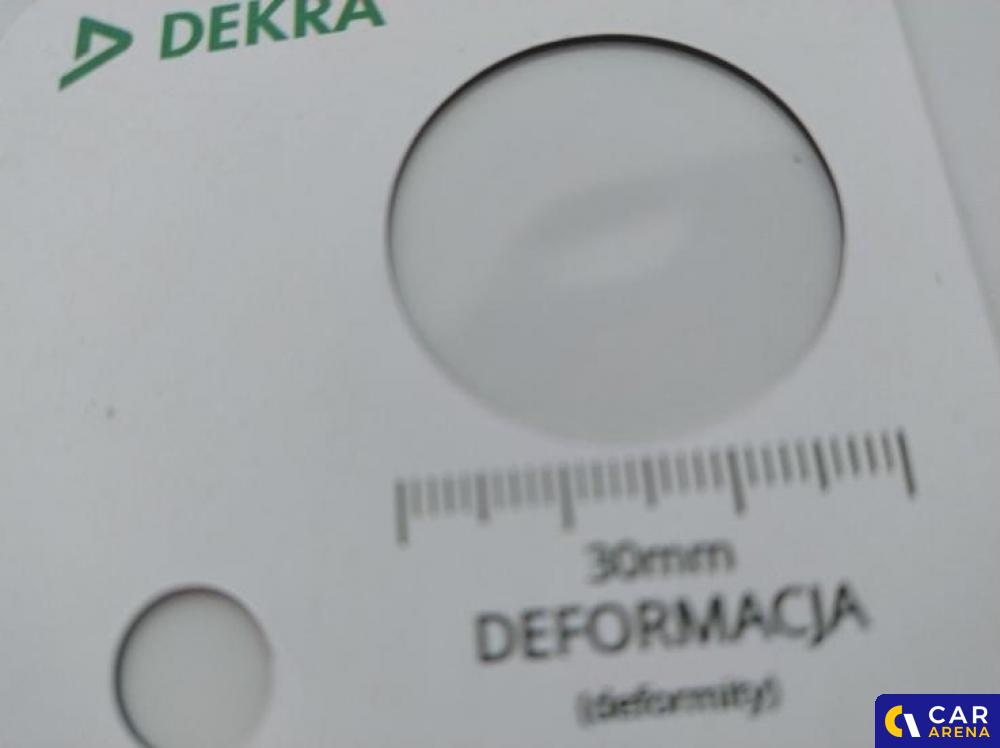 DEKRA
30mm
DEFORMACJA
(deformity)
CAR
ARENA